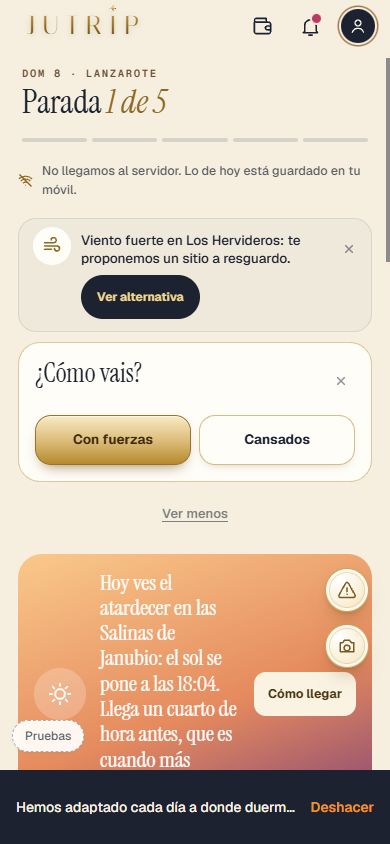 JUTRIP
DOM 8 · LANZAROTE
Parada 1 de 5
No llegamos al servidor. Lo de hoy está guardado en tu
móvil.
Viento fuerte en Los Hervideros: te
proponemos un sitio a resguardo.
Ver alternativa
¿Cómo vais?
Con fuerzas
Cansados
Ver menos
Hoy ves el
atardecer en las
Salinas de
Janubio: el sol se
pone a las 18:04.
Llega un cuarto de
hora antes, que es
cuando más
Cómo llegar
Pruebas
Hemos adaptado cada día a donde duerm...
Deshacer